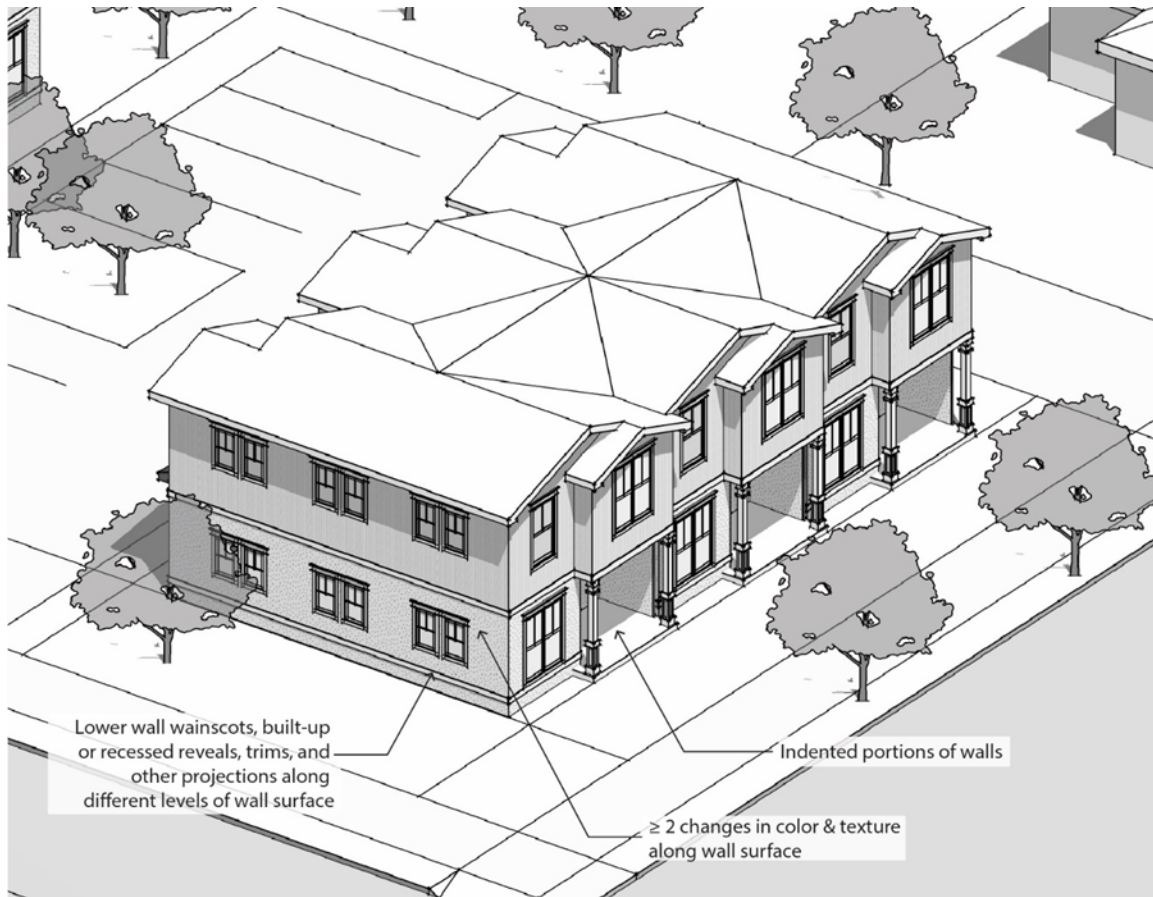 Lower wall wainscots, built-up
or recessed reveals, trims, and
other projections along
different levels of wall surface
Indented portions of walls
≥ 2 changes in color & texture
along wall surface